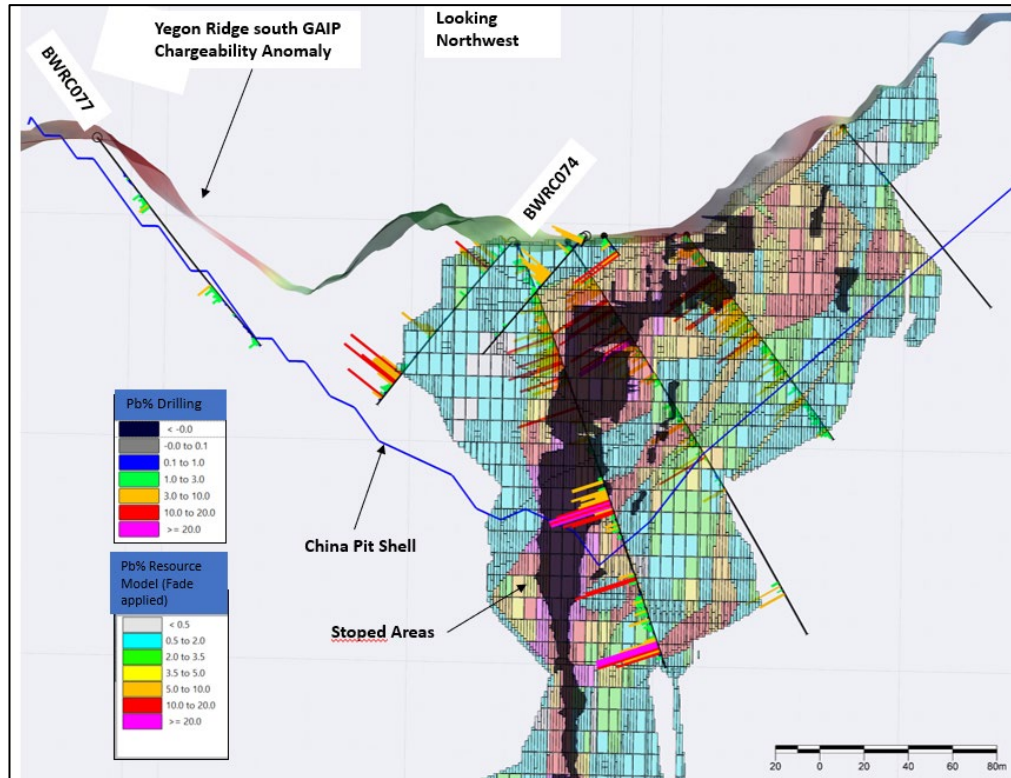 Yegon Ridge south GAIP
Chargeability Anomaly
Looking
Northwest
BWRC077
BWRC074
Pb% Drilling
< -0.0
-0.0 to 0.1
0.1 to 1.0
1.0 to 3.0
3.0 to 10.0
10.0 to 20.0
>= 20.0
China Pit Shell
Pb% Resource
Model (Fade
applied)
< 0.5
0.5 to 2.0
2.0 to 3.5
3.5 to 5.0
5.0 to 10.0
10.0 to 20.0
>= 20.0
Stoped Areas
20 0 20 40 60 80m